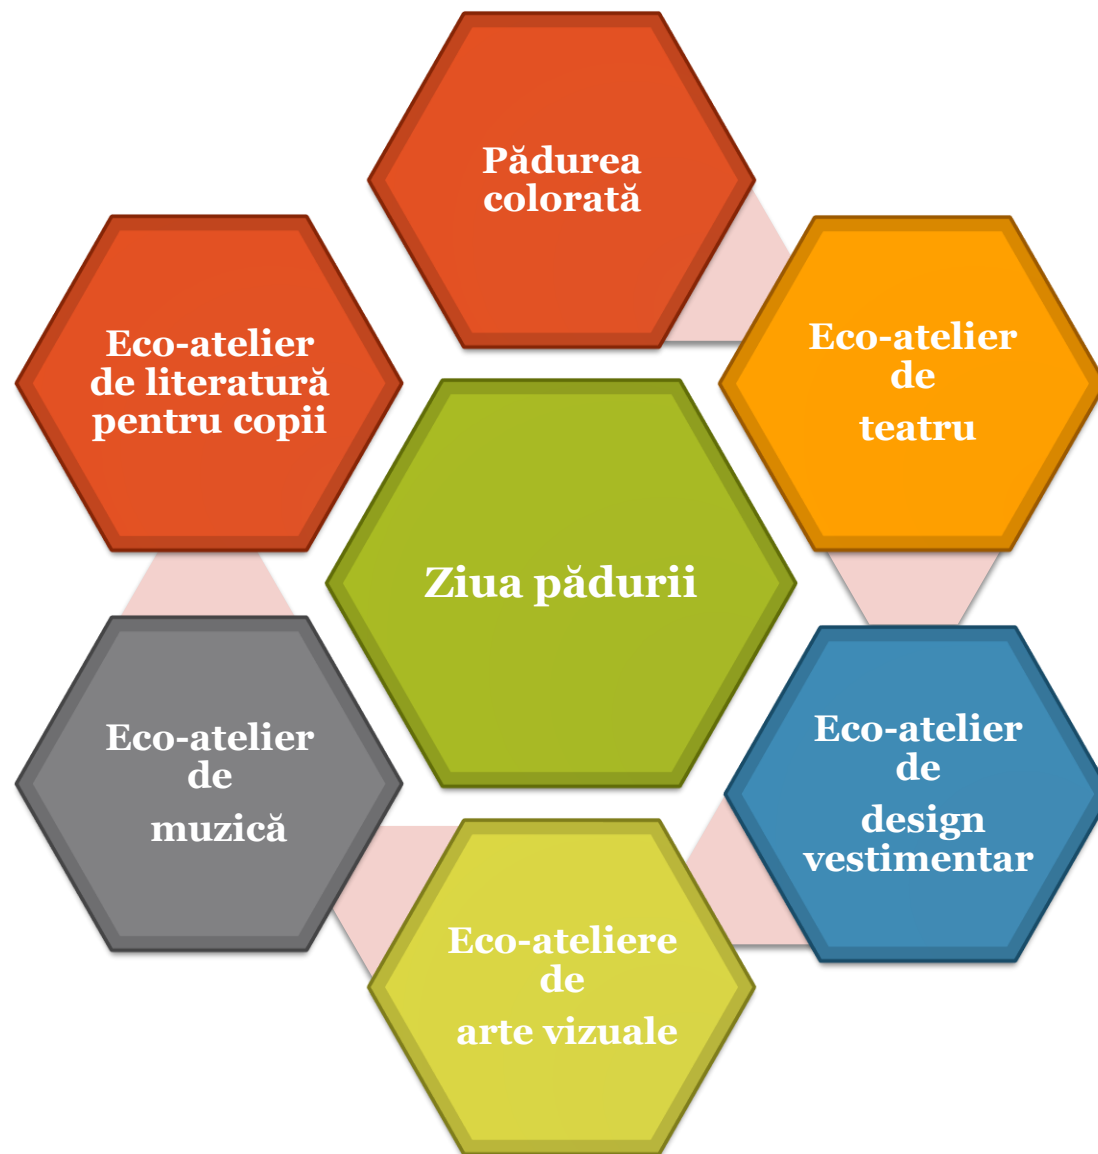 Pădurea
colorată
Eco-atelier
de
teatru
Eco-atelier
de
design
vestimentar
Eco-ateliere
de
arte vizuale
Eco-atelier
de
muzică
Eco-atelier
de literatură
pentru copii
Ziua pădurii